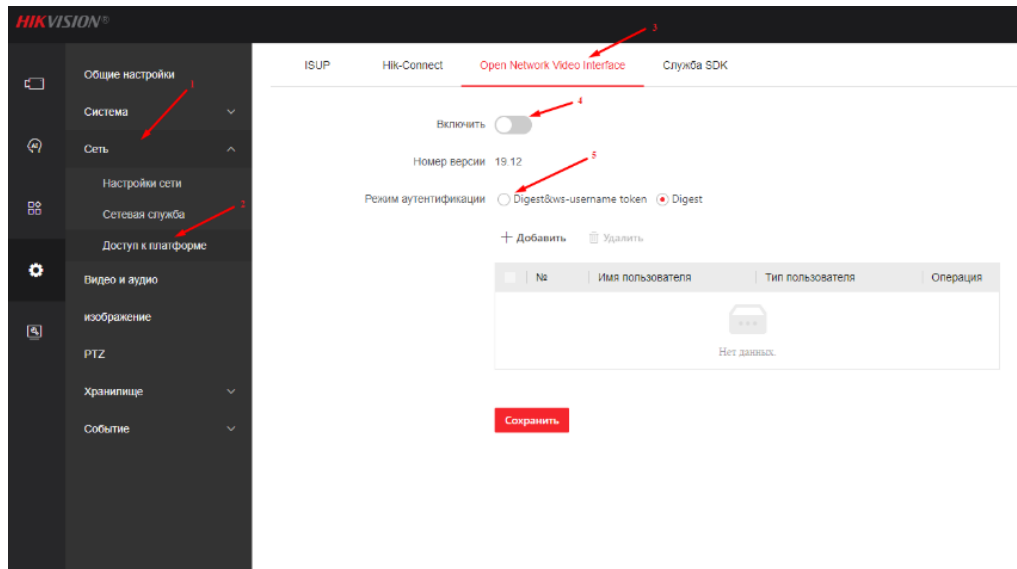 HIKVISION®
3
ISUP Hik-Connect Open Network Video Interface Служба SDK
Общие настройки
1
Система
4
Включить
AI
Сеть
Номер версии 19.12
5
Настройки сети
Режим аутентификации Digest&ws-username token Digest
2
Сетевая служба
Доступ к платформе
+ Добавить Удалить
Видео и аудио
№ Имя пользователя Тип пользователя Операция
изображение
Нет данных.
PTZ
Хранилище
Сохранить
Событие